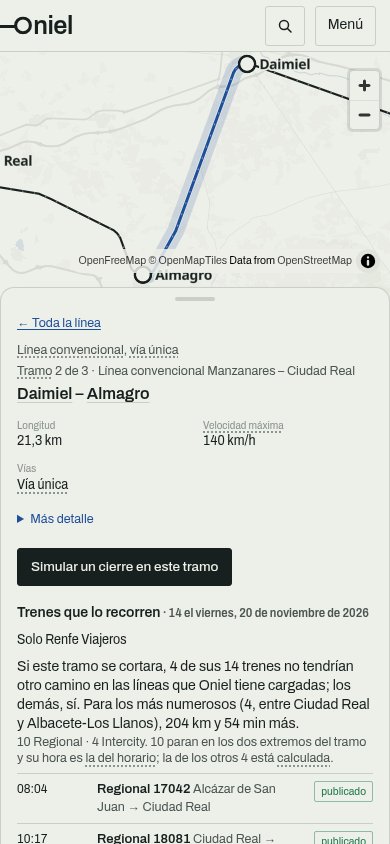 Oniel
Menú
Daimiel
+
Real
−
OpenFreeMap © OpenMapTiles Data from OpenStreetMap
Almagro
← Toda la línea
Línea convencional, vía única
Tramo 2 de 3 · Línea convencional Manzanares – Ciudad Real
Daimiel – Almagro
Longitud
21,3 km
Velocidad máxima
140 km/h
Vías
Vía única
Más detalle
Simular un cierre en este tramo
Trenes que lo recorren · 14 el viernes, 20 de noviembre de 2026
Solo Renfe Viajeros
Si este tramo se cortara, 4 de sus 14 trenes no tendrían
otro camino en las líneas que Oniel tiene cargadas; los
demás, sí. Para los más numerosos (4, entre Ciudad Real
y Albacete-Los Llanos), 204 km y 54 min más.
10 Regional · 4 Intercity. 10 paran en los dos extremos del tramo
y su hora es la del horario; la de los otros 4 está calculada.
08:04 Regional 17042 Alcázar de San publicado
Juan → Ciudad Real
10:17 Regional 18081 Ciudad Real → publicado